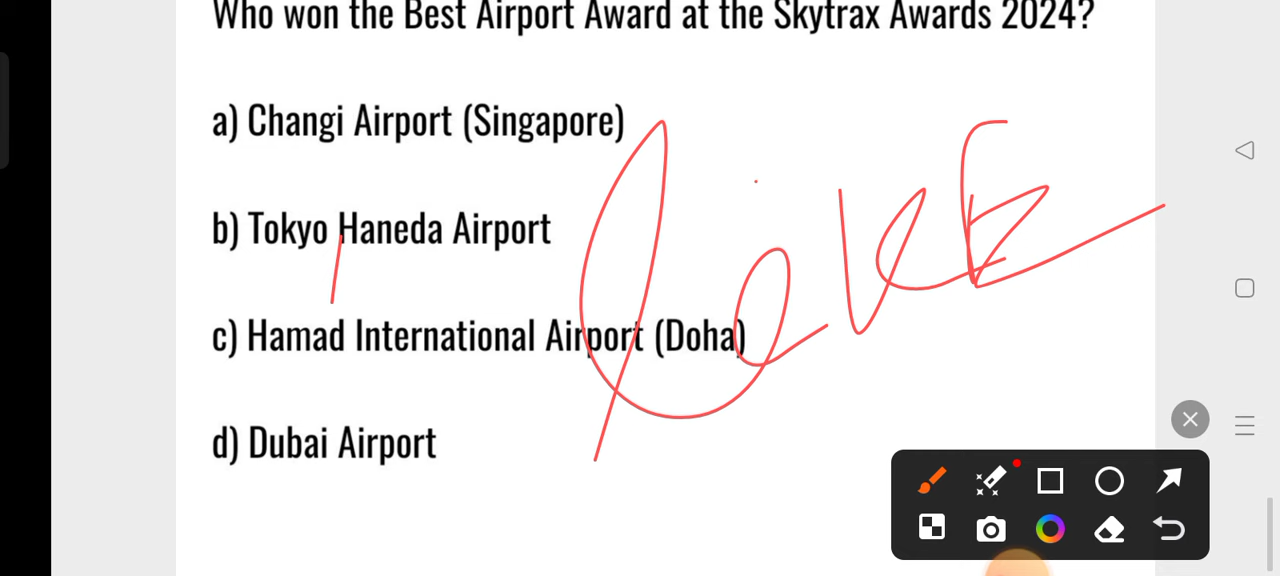 Who won the Best Airport Award at the Skytrax Awards 2024?
a) Changi Airport (Singapore)
b) Tokyo Haneda Airport
c) Hamad International Airport (Doha)
d) Dubai Airport
LiKE